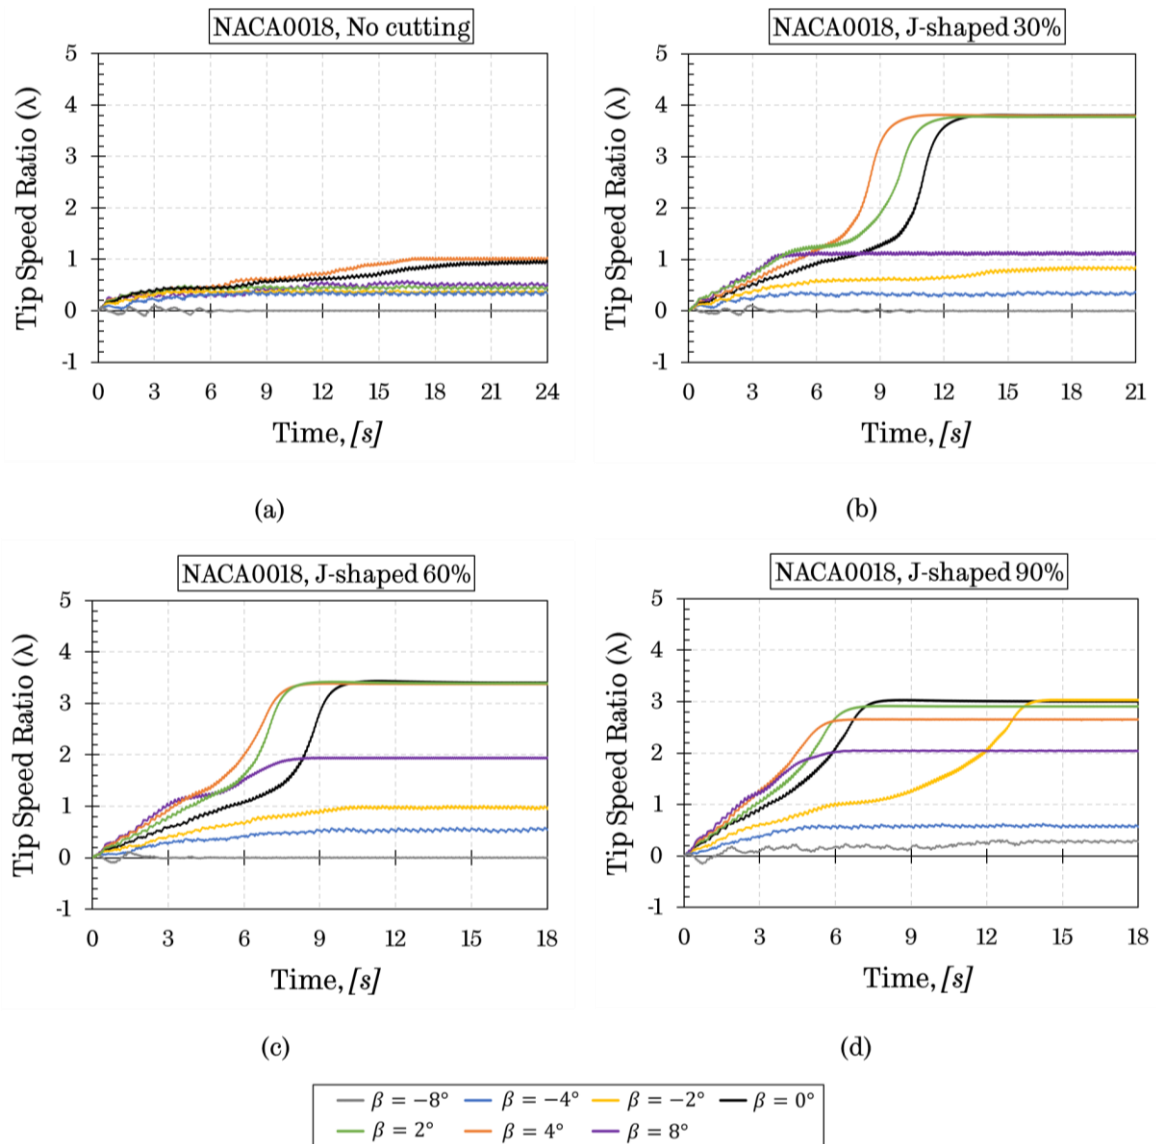 NACA0018, No cutting
5
4
3
2
1
0
-1
Tip Speed Ratio (λ)
0 3 6 9 12 15 18 21 24
Time, [s]
(a)
NACA0018, J-shaped 30%
5
4
3
2
1
0
-1
Tip Speed Ratio (λ)
0 3 6 9 12 15 18 21
Time, [s]
(b)
NACA0018, J-shaped 60%
5
4
3
2
1
0
-1
Tip Speed Ratio (λ)
0 3 6 9 12 15 18
Time, [s]
(c)
NACA0018, J-shaped 90%
5
4
3
2
1
0
-1
Tip Speed Ratio (λ)
0 3 6 9 12 15 18
Time, [s]
(d)
β = −8° β = −4° β = −2° β = 0°
β = 2° β = 4° β = 8°